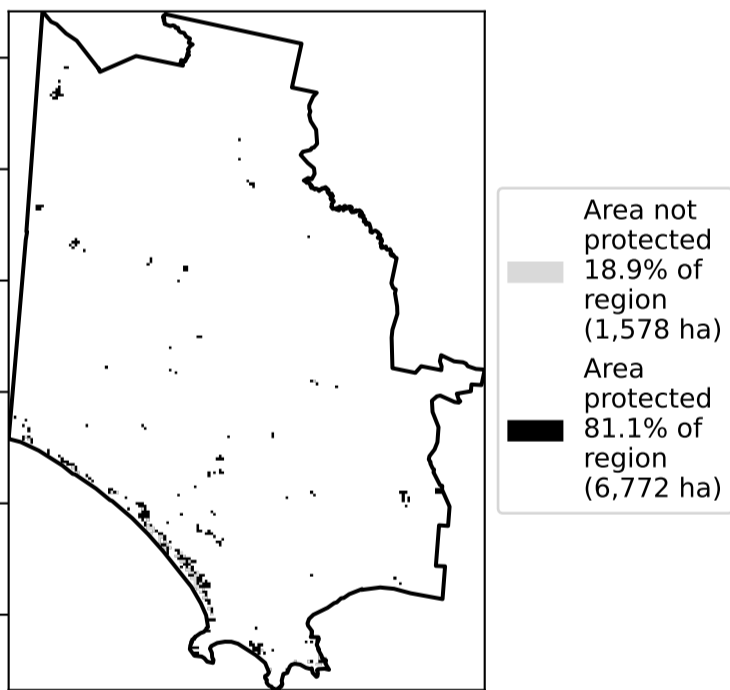 Area not
protected
18.9% of
region
(1,578 ha)
Area
protected
81.1% of
region
(6,772 ha)